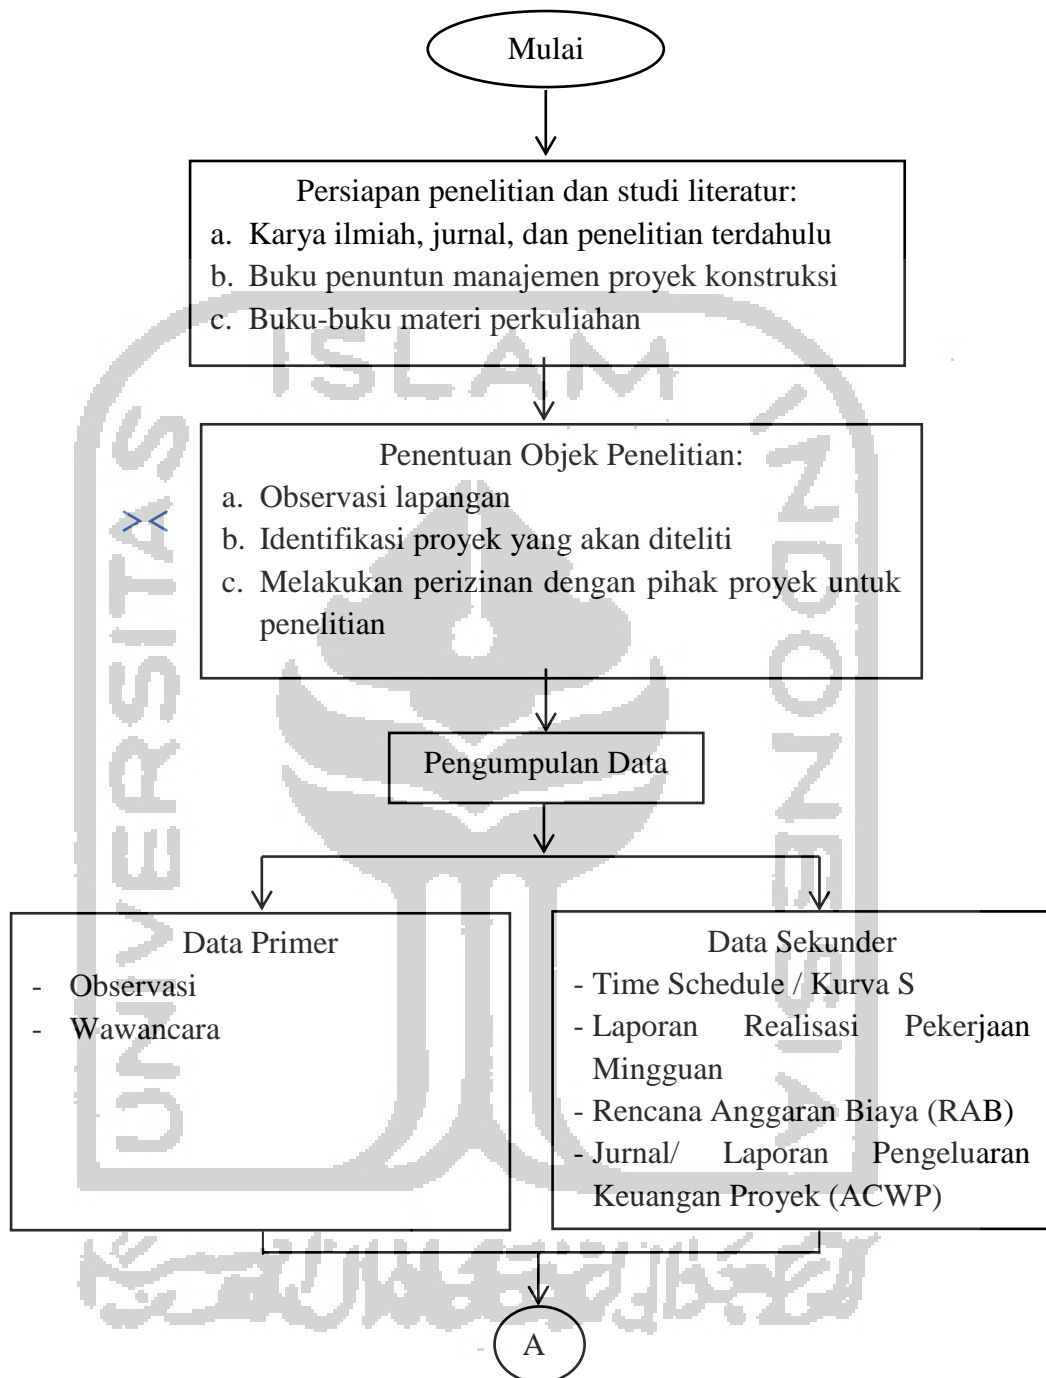 Mulai
Persiapan penelitian dan studi literatur:
a. Karya ilmiah, jurnal, dan penelitian terdahulu
b. Buku penuntun manajemen proyek konstruksi
c. Buku-buku materi perkuliahan
Penentuan Objek Penelitian:
a. Observasi lapangan
b. Identifikasi proyek yang akan diteliti
c. Melakukan perizinan dengan pihak proyek untuk
penelitian
Pengumpulan Data
Data Primer
- Observasi
- Wawancara
Data Sekunder
- Time Schedule / Kurva S
- Laporan Realisasi Pekerjaan
Mingguan
- Rencana Anggaran Biaya (RAB)
- Jurnal/ Laporan Pengeluaran
Keuangan Proyek (ACWP)
A
UNIVERSITAS
ISLAM
INDONESIA